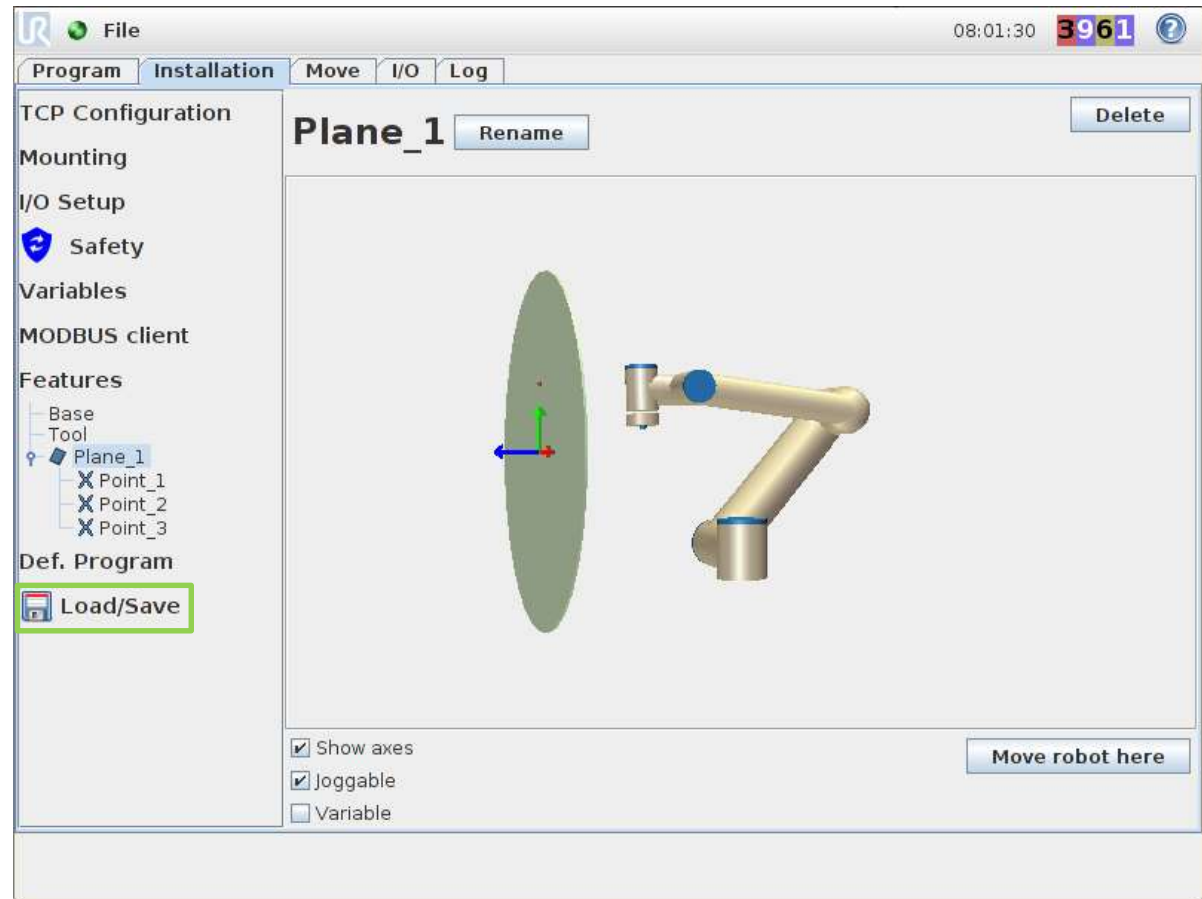 File 08:01:30 3961 ?
Program Installation Move I/O Log
TCP Configuration
Mounting
I/O Setup
Safety
Variables
MODBUS client
Features
Base
Tool
Plane_1
Point_1
Point_2
Point_3
Def. Program
Load/Save
Plane_1 Rename
Delete
Show axes
Joggable
Variable
Move robot here